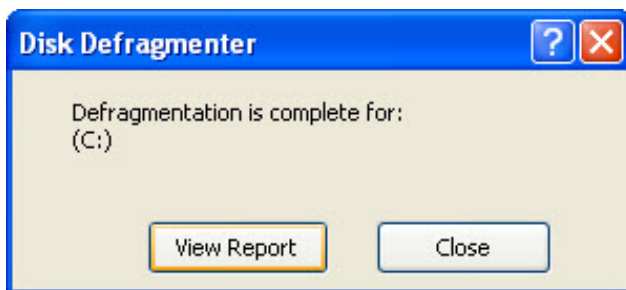 Disk Defragmenter
Defragmentation is complete for:
(C:)
View Report
Close